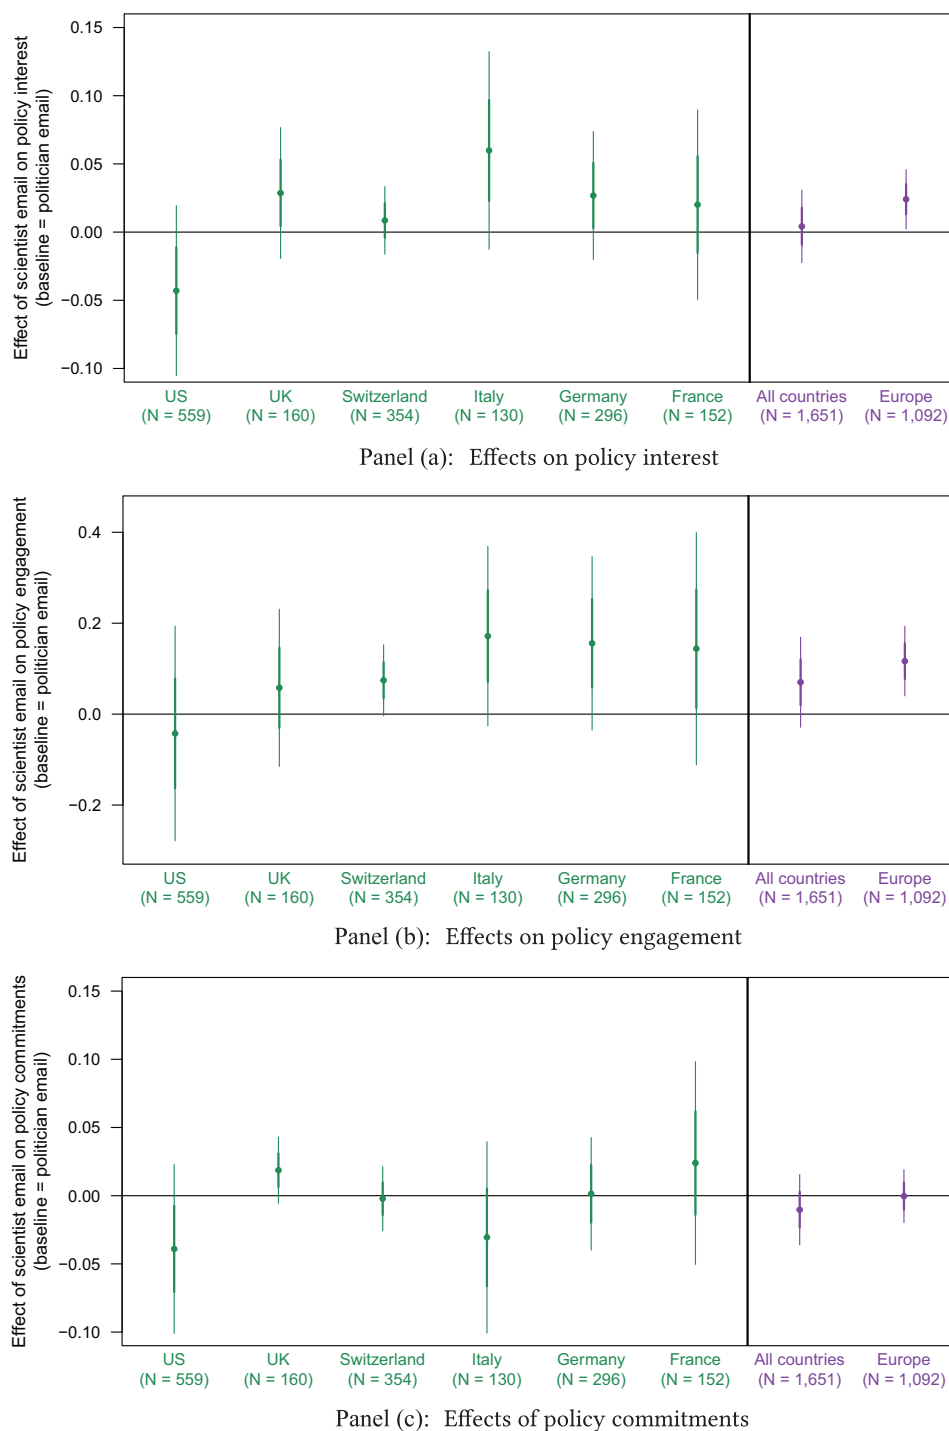 Effect of scientist email on policy interest
(baseline = politician email)
0.15
0.10
0.05
0.00
−0.05
−0.10
US
(N = 559)
UK
(N = 160)
Switzerland
(N = 354)
Italy
(N = 130)
Germany
(N = 296)
France
(N = 152)
All countries
(N = 1,651)
Europe
(N = 1,092)
Panel (a): Effects on policy interest
Effect of scientist email on policy engagement
(baseline = politician email)
0.4
0.2
0.0
−0.2
US
(N = 559)
UK
(N = 160)
Switzerland
(N = 354)
Italy
(N = 130)
Germany
(N = 296)
France
(N = 152)
All countries
(N = 1,651)
Europe
(N = 1,092)
Panel (b): Effects on policy engagement
Effect of scientist email on policy commitments
(baseline = politician email)
0.15
0.10
0.05
0.00
−0.05
−0.10
US
(N = 559)
UK
(N = 160)
Switzerland
(N = 354)
Italy
(N = 130)
Germany
(N = 296)
France
(N = 152)
All countries
(N = 1,651)
Europe
(N = 1,092)
Panel (c): Effects of policy commitments